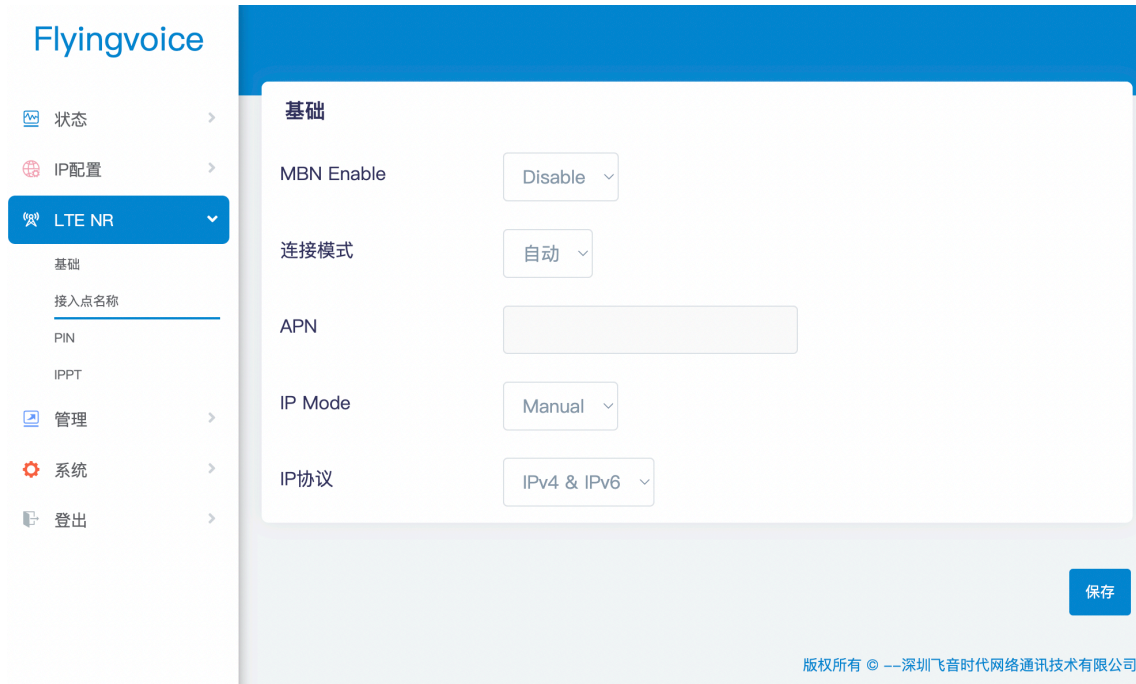 Flyingvoice
状态
IP配置
LTE NR
基础
接入点名称
PIN
IPPT
管理
系统
登出
基础
MBN Enable
Disable
连接模式
自动
APN
IP Mode
Manual
IP协议
IPv4 & IPv6
保存
版权所有 © --深圳飞音时代网络通讯技术有限公司